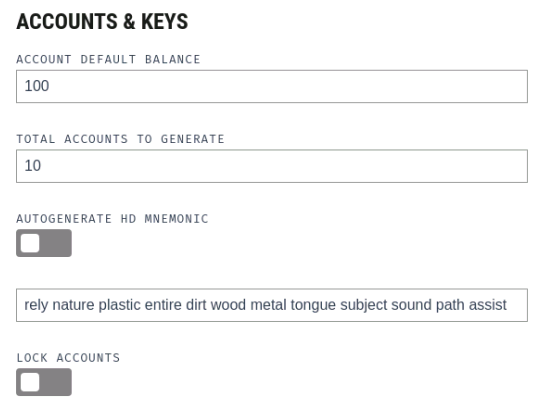 ACCOUNTS & KEYS
ACCOUNT DEFAULT BALANCE
100
TOTAL ACCOUNTS TO GENERATE
10
AUTOGENERATE HD MNEMONIC
rely nature plastic entire dirt wood metal tongue subject sound path assist
LOCK ACCOUNTS